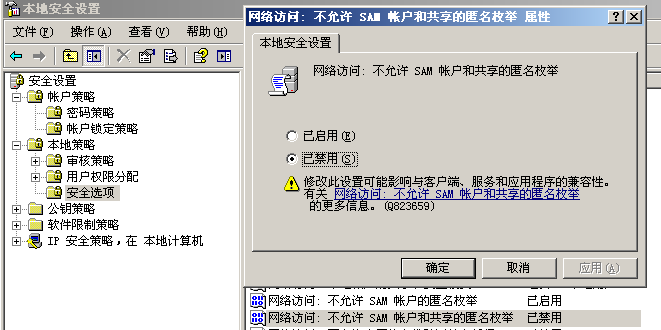 本地安全设置
文件(F) 操作(A) 查看(V) 帮助(H)
安全设置
帐户策略
密码策略
帐户锁定策略
本地策略
审核策略
用户权限分配
安全选项
公钥策略
软件限制策略
IP 安全策略，在 本地计算机
网络访问: 不允许 SAM 帐户和共享的匿名枚举 属性
本地安全设置
网络访问: 不允许 SAM 帐户和共享的匿名枚举
已启用(E)
已禁用(S)
修改此设置可能影响与客户端、服务和应用程序的兼容性。
有关 网络访问: 不允许 SAM 帐户和共享的匿名枚举
的更多信息。(Q823659)
确定 取消 应用(A)
网络访问: 不允许 SAM 帐户的匿名枚举 已启用
网络访问: 不允许 SAM 帐户和共享的匿名枚举 已禁用